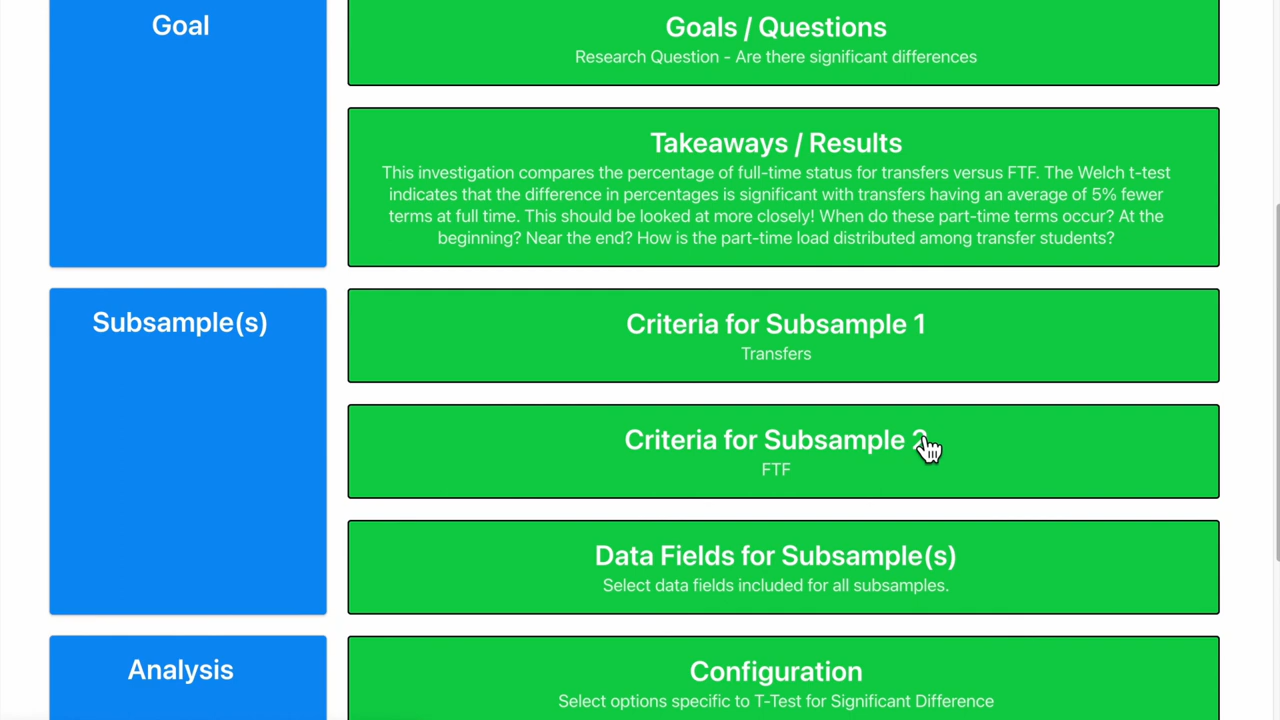 Goal
Goals / Questions
Research Question - Are there significant differences
Takeaways / Results
This investigation compares the percentage of full-time status for transfers versus FTF. The Welch t-test
indicates that the difference in percentages is significant with transfers having an average of 5% fewer
terms at full time. This should be looked at more closely! When do these part-time terms occur? At the
beginning? Near the end? How is the part-time load distributed among transfer students?
Subsample(s)
Criteria for Subsample 1
Transfers
Criteria for Subsample 2
FTF
Data Fields for Subsample(s)
Select data fields included for all subsamples.
Analysis
Configuration
Select options specific to T-Test for Significant Difference